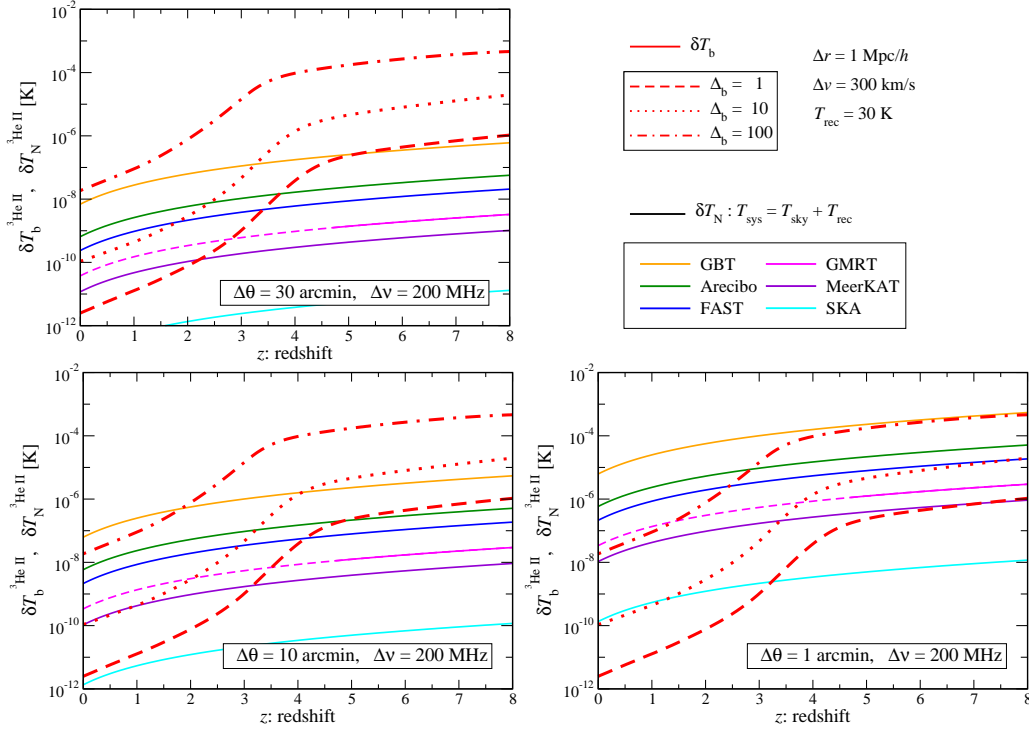 δT_b^{³He II} , δT_N^{³He II} [K]
10^-2
10^-4
10^-6
10^-8
10^-10
10^-12
Δθ = 30 arcmin, Δν = 200 MHz
0 1 2 3 4 5 6 7 8
z: redshift
δT_b
Δ_b = 1
Δ_b = 10
Δ_b = 100
Δr = 1 Mpc/h
Δv = 300 km/s
T_rec = 30 K
δT_N : T_sys = T_sky + T_rec
GBT GMRT
Arecibo MeerKAT
FAST SKA
δT_b^{³He II} , δT_N^{³He II} [K]
10^-2
10^-4
10^-6
10^-8
10^-10
10^-12
Δθ = 10 arcmin, Δν = 200 MHz
0 1 2 3 4 5 6 7 8
z: redshift
δT_b^{³He II} , δT_N^{³He II} [K]
10^-2
10^-4
10^-6
10^-8
10^-10
10^-12
Δθ = 1 arcmin, Δν = 200 MHz
0 1 2 3 4 5 6 7 8
z: redshift